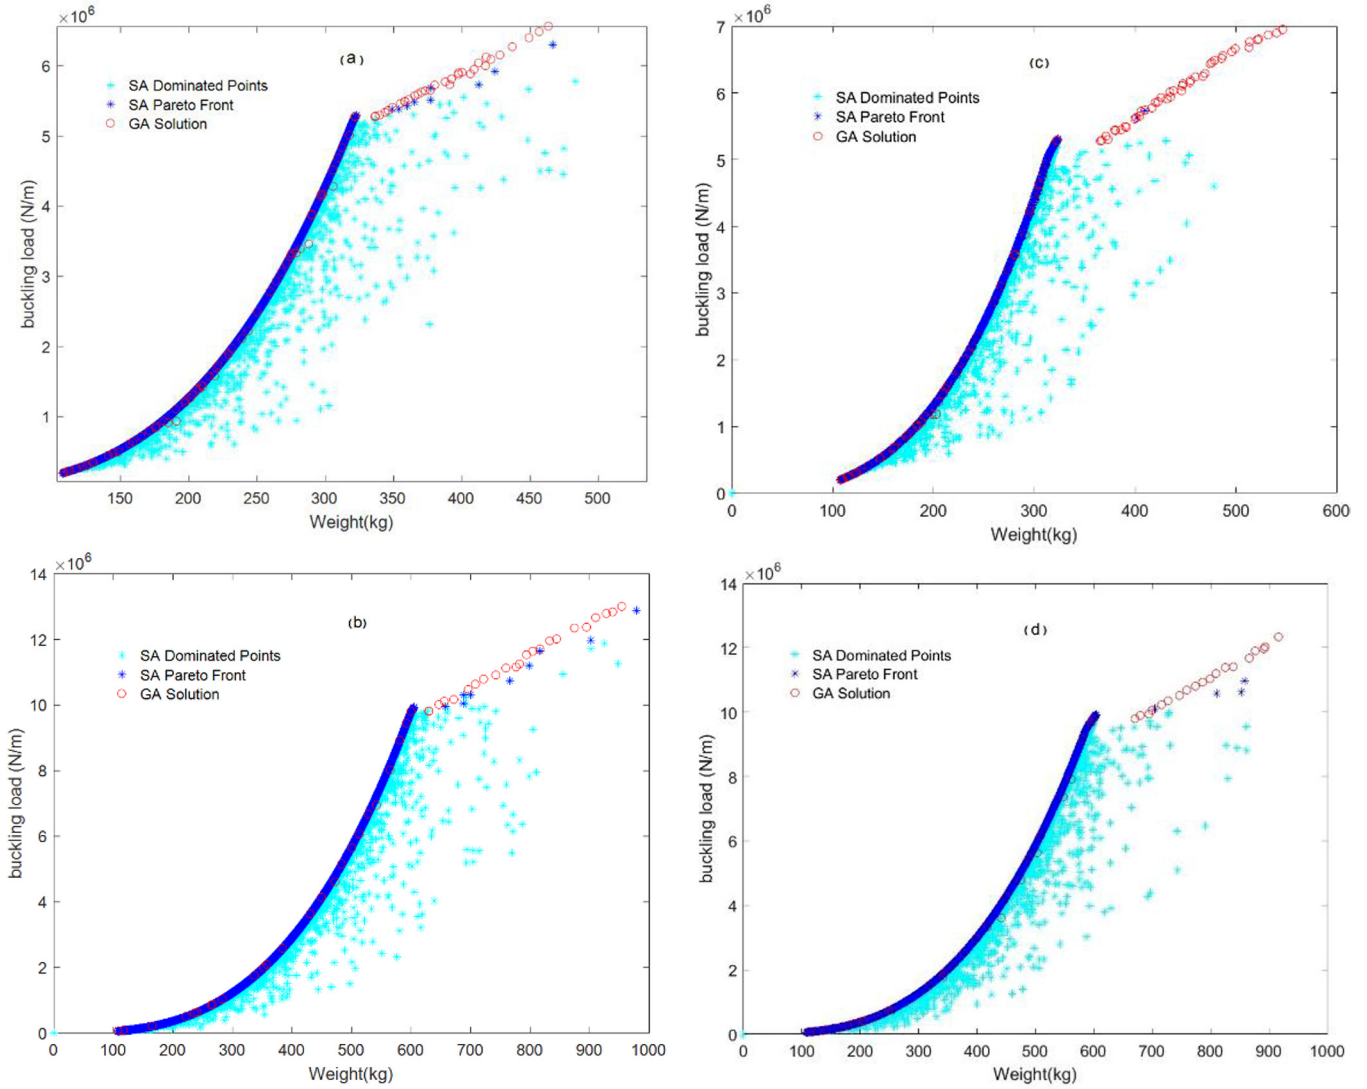 ×10⁶
(a)
SA Dominated Points
SA Pareto Front
GA Solution
6
5
4
3
2
1
buckling load (N/m)
150 200 250 300 350 400 450 500
Weight(kg)
×10⁶
(c)
SA Dominated Points
SA Pareto Front
GA Solution
7
6
5
4
3
2
1
0
buckling load (N/m)
0 100 200 300 400 500 600
Weight(kg)
×10⁶
(b)
SA Dominated Points
SA Pareto Front
GA Solution
14
12
10
8
6
4
2
0
buckling load (N/m)
0 100 200 300 400 500 600 700 800 900 1000
Weight(kg)
×10⁶
(d)
SA Dominated Points
SA Pareto Front
GA Solution
14
12
10
8
6
4
2
0
buckling load (N/m)
0 100 200 300 400 500 600 700 800 900 1000
Weight(kg)